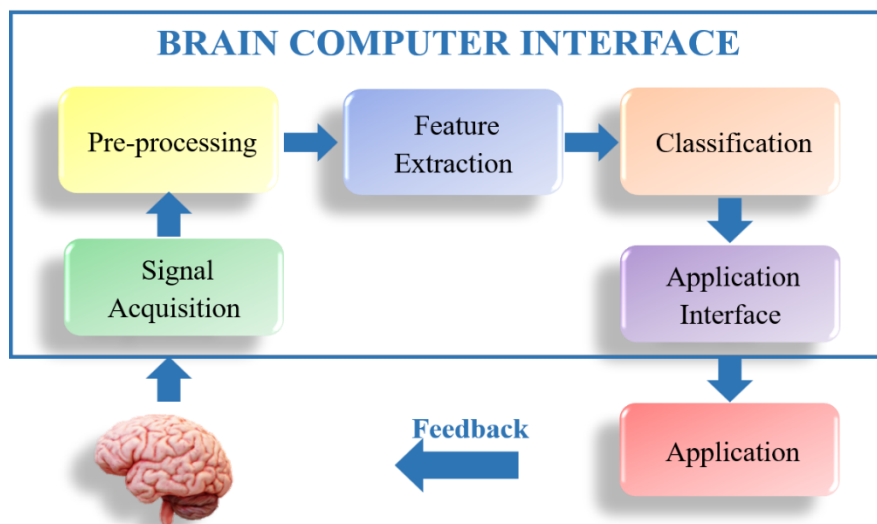 BRAIN COMPUTER INTERFACE
Pre-processing
Feature
Extraction
Classification
Signal
Acquisition
Application
Interface
Feedback
Application